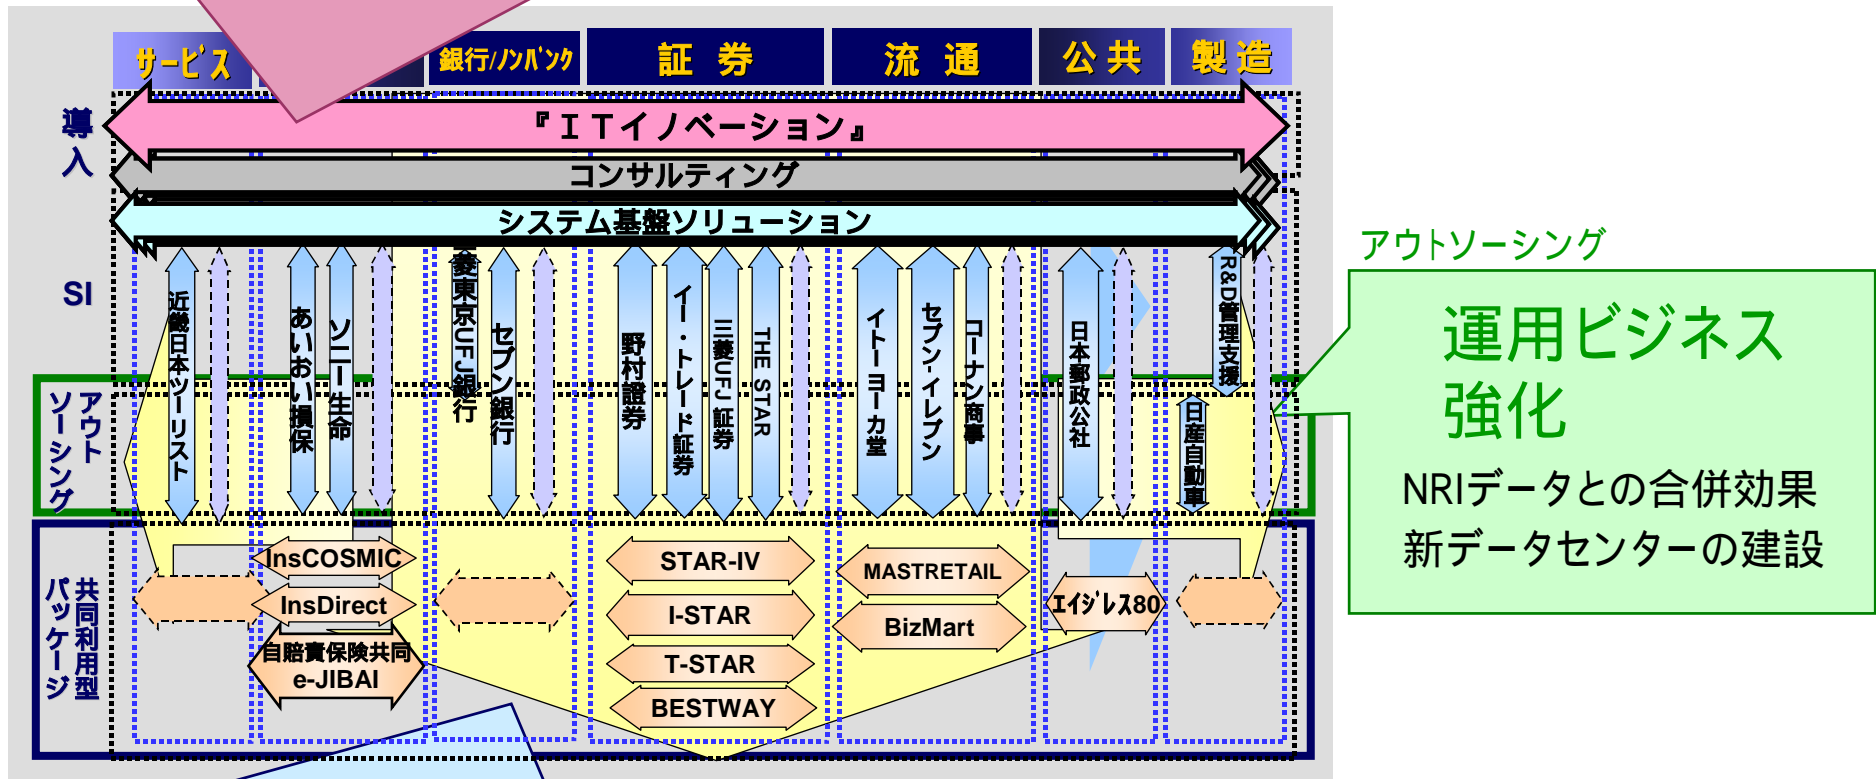 サービス
銀行/ノンバンク
証 券
流 通
公 共
製 造
導入
『ＩＴイノベーション』
コンサルティング
システム基盤ソリューション
SI
近畿日本ツーリスト
あいおい損保
ソニー生命
菱東京UFJ銀行
セブン銀行
野村證券
イー・トレード証券
三菱UFJ証券
THE STAR
イトーヨーカ堂
セブン-イレブン
コーナン商事
日本郵政公社
R&D管理支援
日産自動車
アウト
ソーシング
共同利用型
パッケージ
InsCOSMIC
InsDirect
自賠責保険共同
e-JIBAI
STAR-IV
I-STAR
T-STAR
BESTWAY
MASTRETAIL
BizMart
エイジレス80
アウトソーシング
運用ビジネス
強化
NRIデータとの合併効果
新データセンターの建設